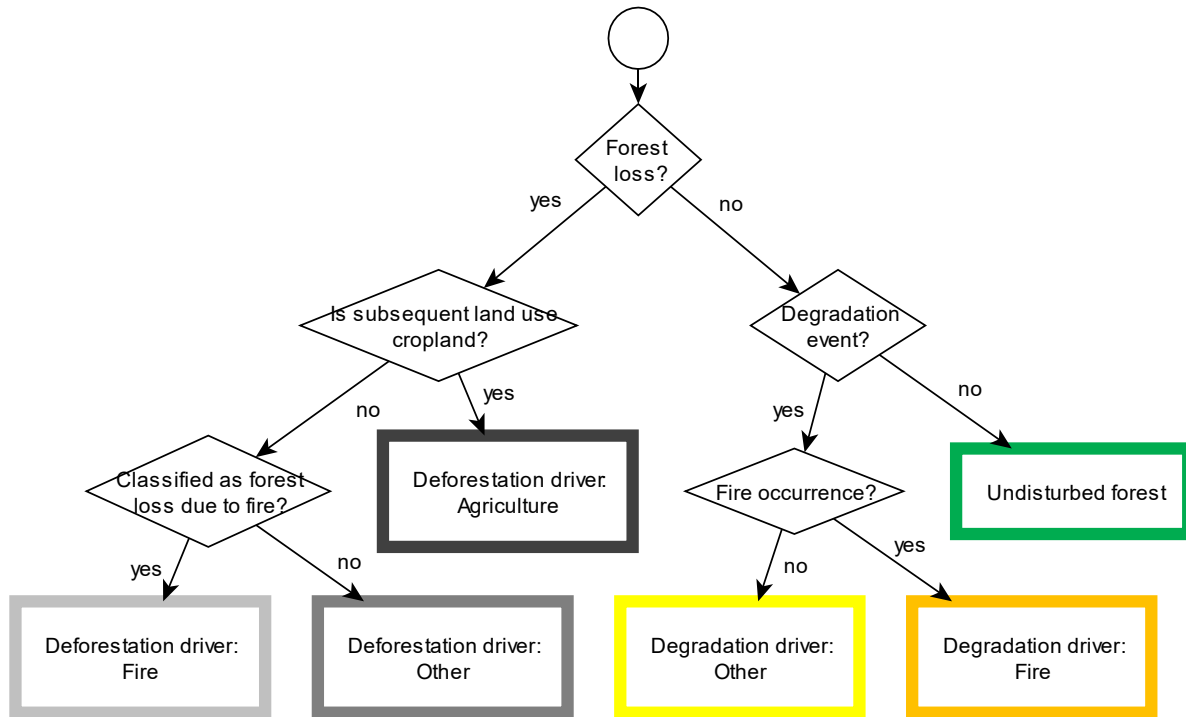 Forest
loss?
yes
no
Is subsequent land use
cropland?
Degradation
event?
no
yes
yes
no
Classified as forest
loss due to fire?
Deforestation driver:
Agriculture
Fire occurrence?
Undisturbed forest
yes
no
no
yes
Deforestation driver:
Fire
Deforestation driver:
Other
Degradation driver:
Other
Degradation driver:
Fire